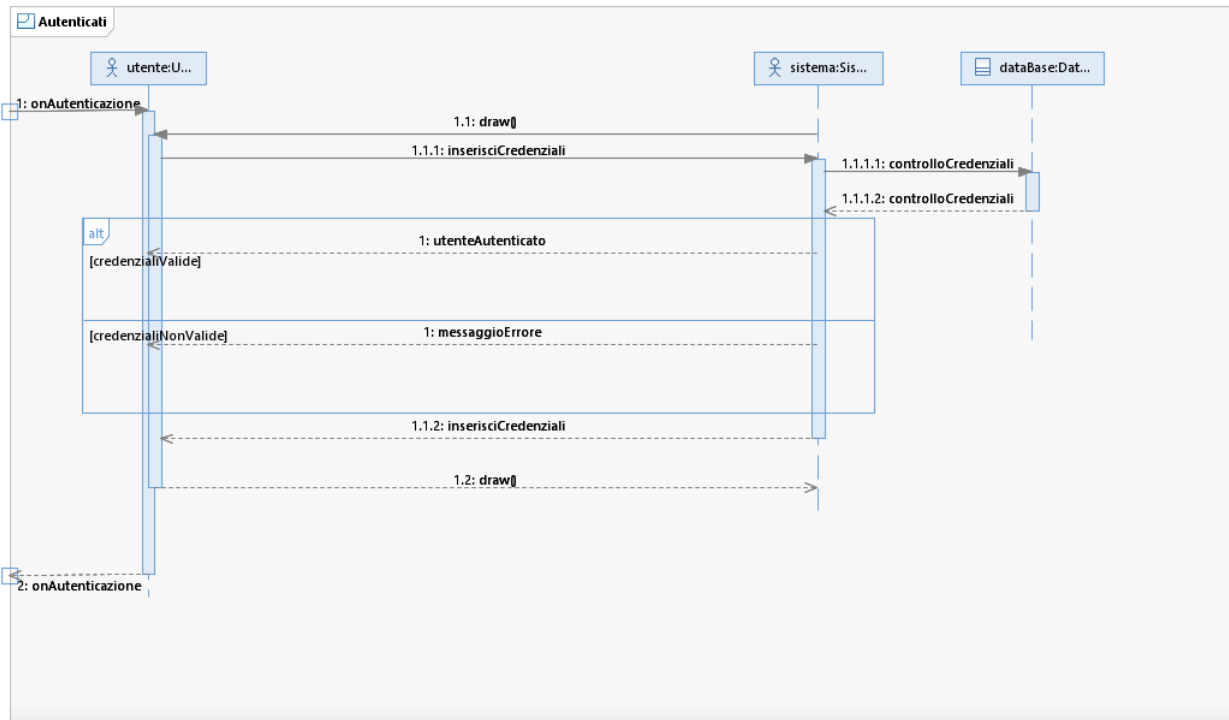 Autenticati
utente:U...
sistema:Sis...
dataBase:Dat...
1: onAutenticazione
1.1: draw()
1.1.1: inserisciCredenziali
1.1.1.1: controlloCredenziali
1.1.1.2: controlloCredenziali
alt
1: utenteAutenticato
[credenzialiValide]
1: messaggioErrore
[credenzialiNonValide]
1.1.2: inserisciCredenziali
1.2: draw()
2: onAutenticazione